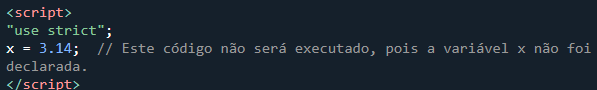 <script>
"use strict";
x = 3.14;  // Este código não será executado, pois a variável x não foi
declarada.
</script>